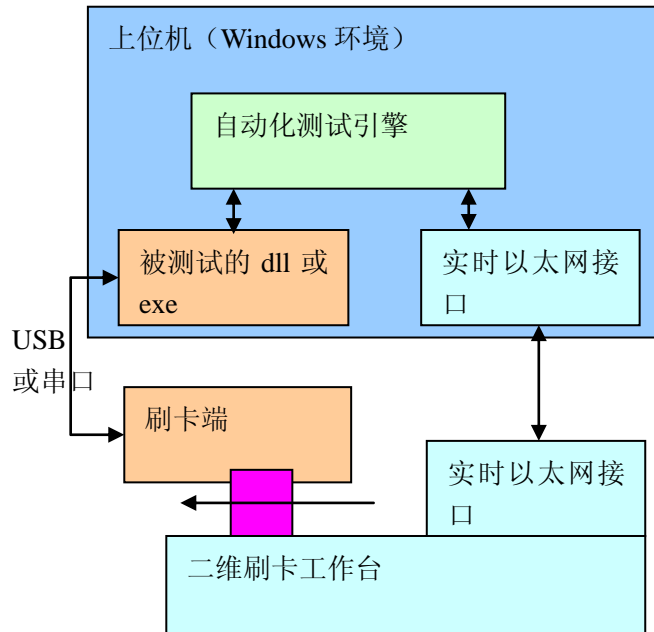 上位机（Windows 环境）
自动化测试引擎
被测试的 dll 或
exe
实时以太网接
口
USB
或串口
刷卡端
实时以太网接
口
二维刷卡工作台